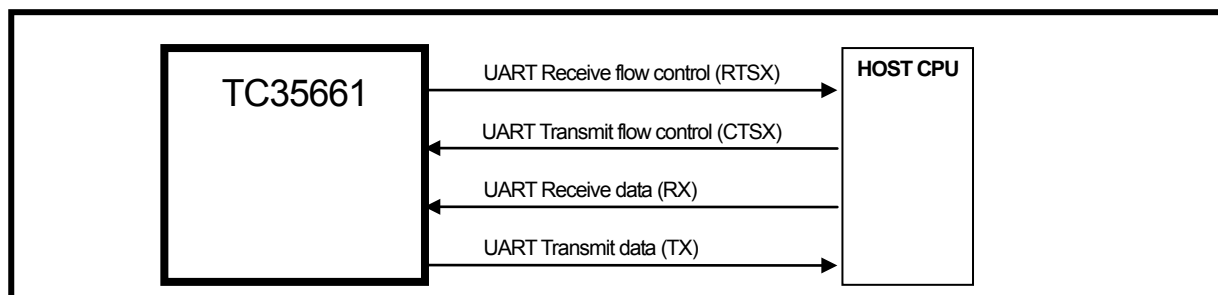 TC35661
UART Receive flow control (RTSX)
HOST CPU
UART Transmit flow control (CTSX)
UART Receive data (RX)
UART Transmit data (TX)